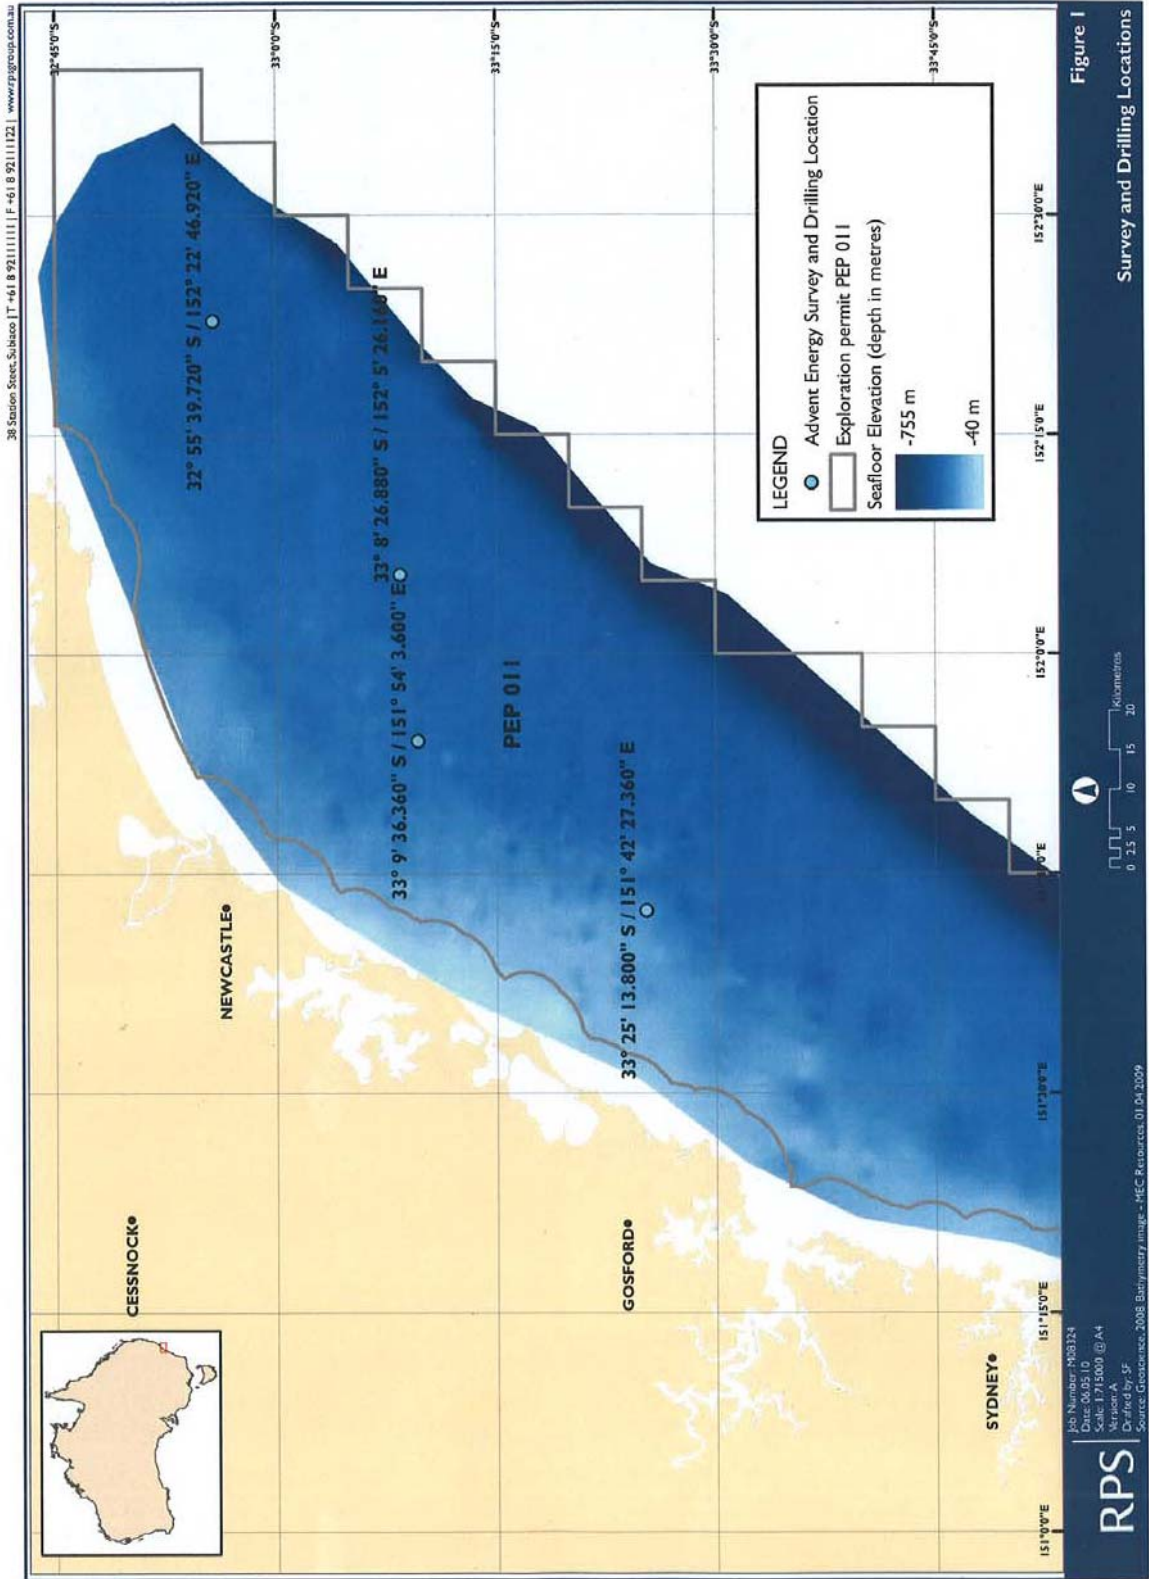 38 Station Street, Subiaco | T +61 8 92111111 | F +61 8 92111122 | www.rpsgroup.com.au
32°45'0"S
33°0'0"S
33°15'0"S
33°30'0"S
33°45'0"S
CESSNOCK
NEWCASTLE
GOSFORD
SYDNEY
32° 55' 39.720" S / 152° 22' 46.920" E
33° 8' 26.880" S / 152° 5' 26.160" E
33° 9' 36.360" S / 151° 54' 3.600" E
PEP 011
33° 25' 13.800" S / 151° 42' 27.360" E
LEGEND
Advent Energy Survey and Drilling Location
Exploration permit PEP 011
Seafloor Elevation (depth in metres)
-755 m
-40 m
151°0'0"E
151°15'0"E
151°30'0"E
152°0'0"E
152°15'0"E
152°30'0"E
RPS
Job Number: M08324
Date: 06.05.10
Scale: 1:715000 @ A4
Version: A
Drafted by: SF
Source: Geoscience, 2008. Bathymetry image - MEC Resources, 01.04.2009
0 2.5 5 10 15 20
Kilometres
Figure 1
Survey and Drilling Locations